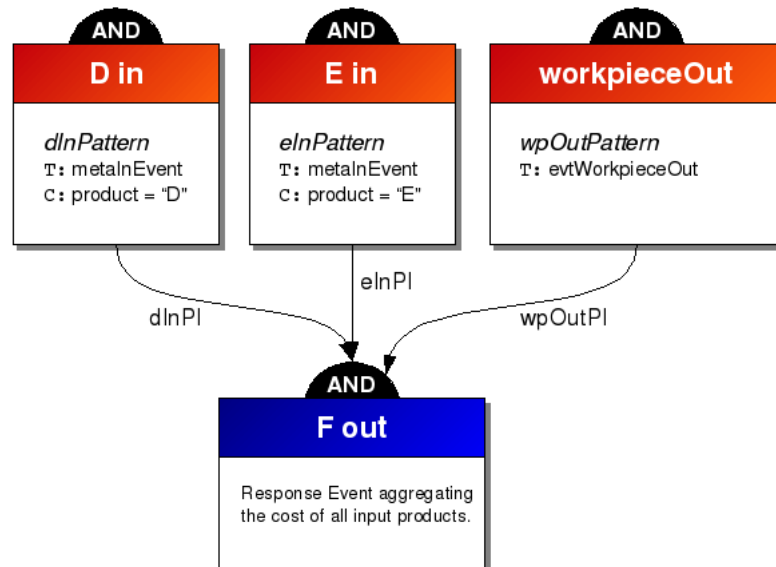 AND
D in
dInPattern
T: metaInEvent
C: product = “D”
AND
E in
eInPattern
T: metaInEvent
C: product = “E”
AND
workpieceOut
wpOutPattern
T: evtWorkpieceOut
dInPI
eInPI
wpOutPI
AND
F out
Response Event aggregating
the cost of all input products.